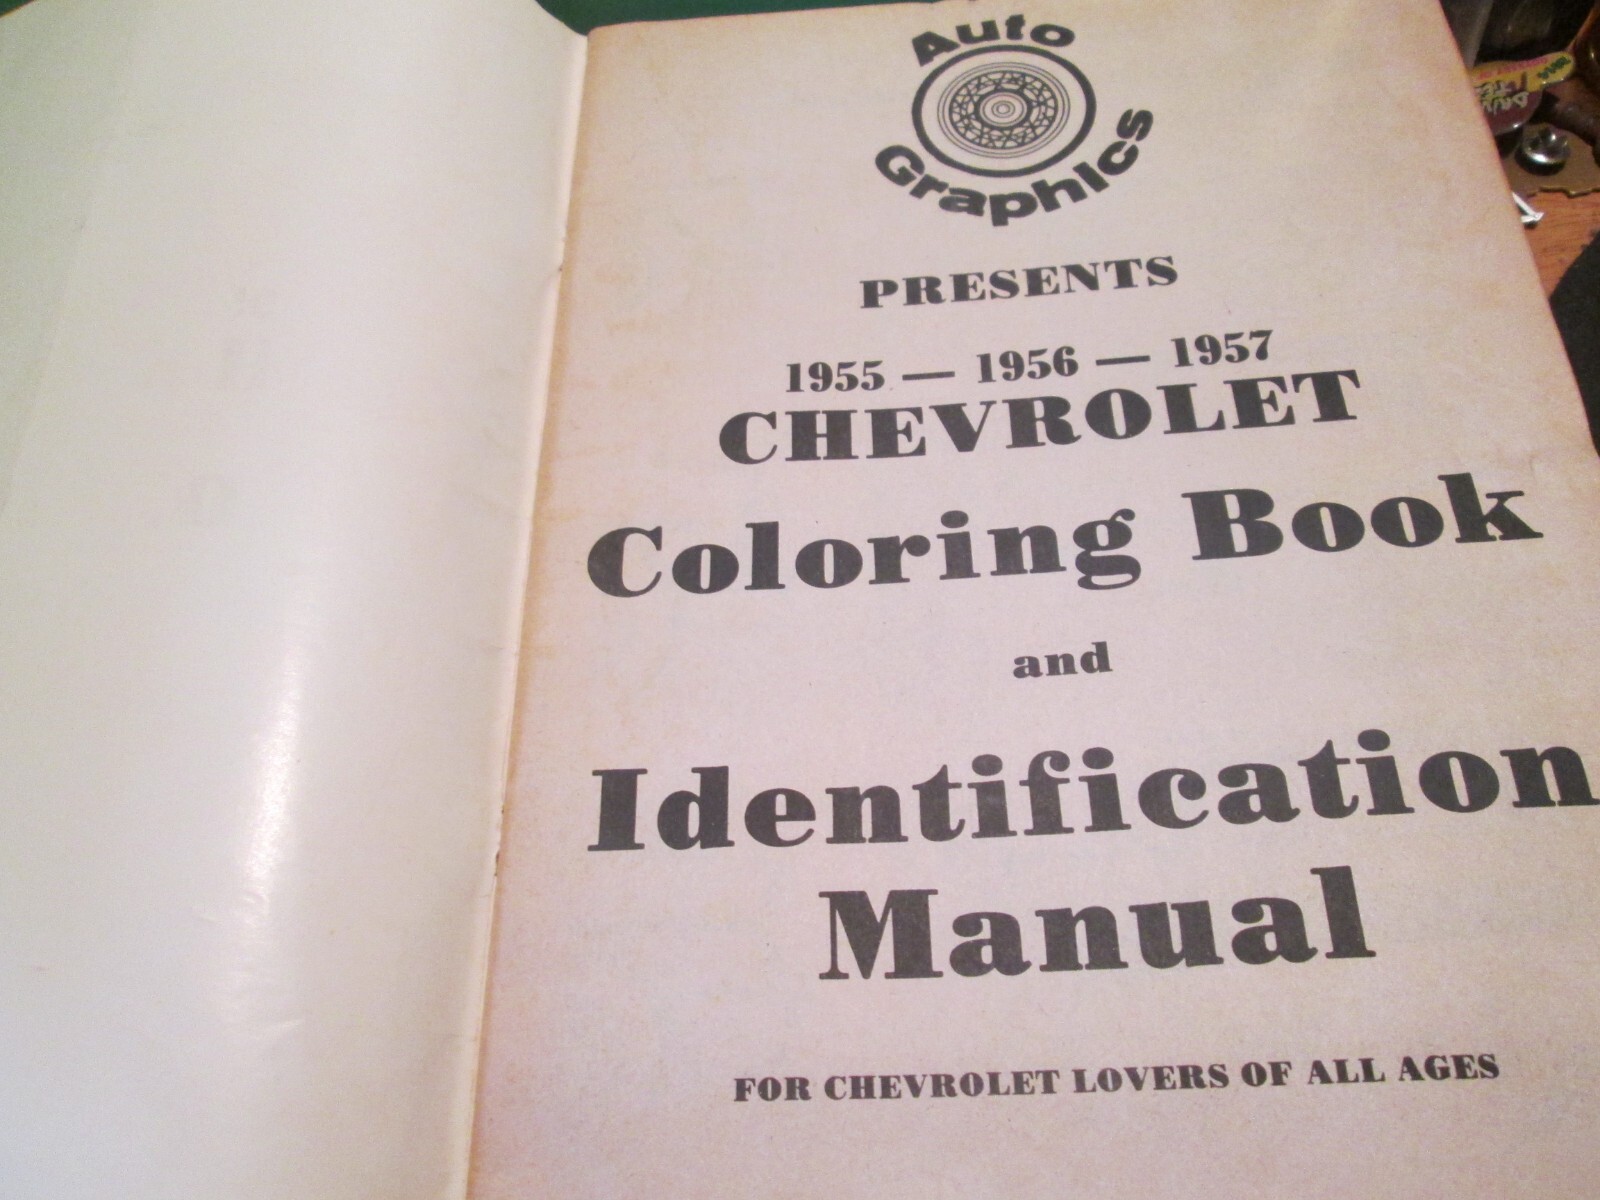 Auto
Graphics
PRESENTS
1955 — 1956 — 1957
CHEVROLET
Coloring Book
and
Identification
Manual
FOR CHEVROLET LOVERS OF ALL AGES